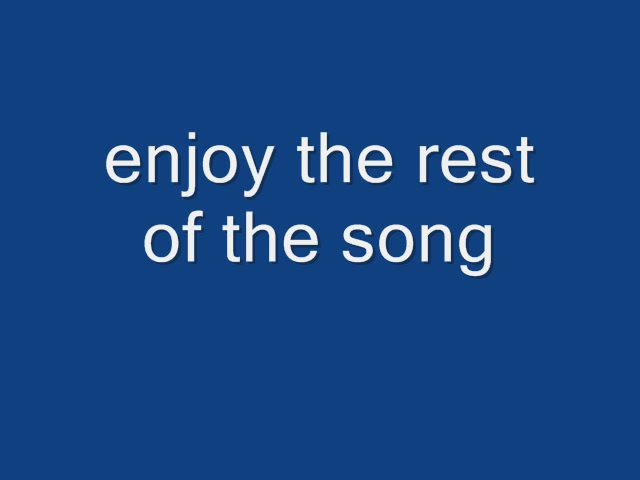 enjoy the rest
of the song